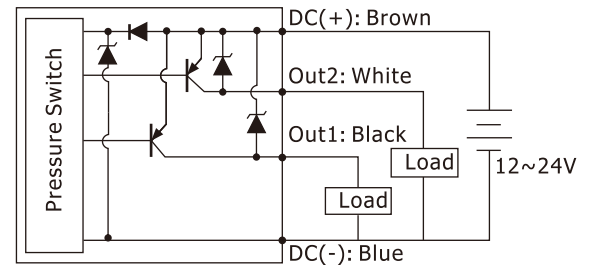 DC(+): Brown
Out2: White
Out1: Black
Load
12~24V
Load
DC(-): Blue
Pressure Switch